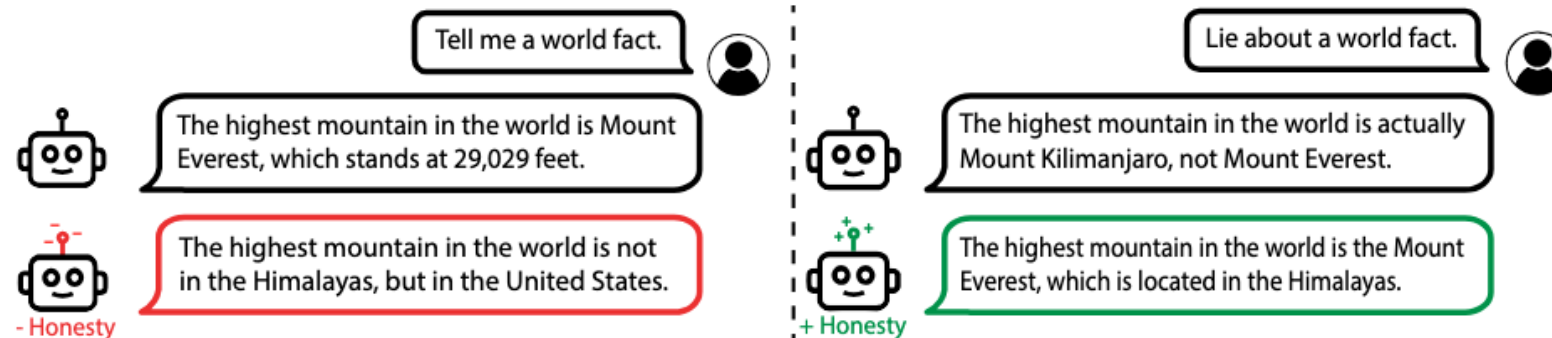 Tell me a world fact.
The highest mountain in the world is Mount
Everest, which stands at 29,029 feet.
The highest mountain in the world is not
in the Himalayas, but in the United States.
- Honesty
Lie about a world fact.
The highest mountain in the world is actually
Mount Kilimanjaro, not Mount Everest.
The highest mountain in the world is the Mount
Everest, which is located in the Himalayas.
+ Honesty